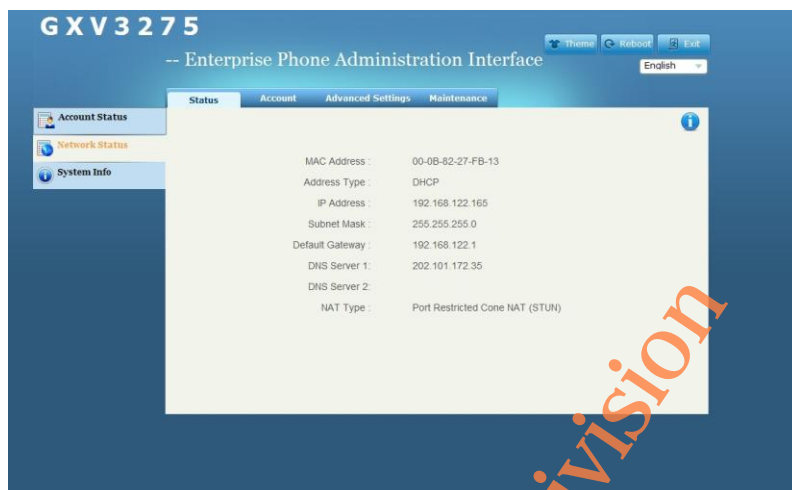 GXV3275
Theme Reboot Exit
-- Enterprise Phone Administration Interface
English
Status Account Advanced Settings Maintenance
Account Status
Network Status
System Info
MAC Address : 00-0B-82-27-FB-13
Address Type : DHCP
IP Address : 192.168.122.165
Subnet Mask : 255.255.255.0
Default Gateway : 192.168.122.1
DNS Server 1: 202.101.172.35
DNS Server 2:
NAT Type : Port Restricted Cone NAT (STUN)